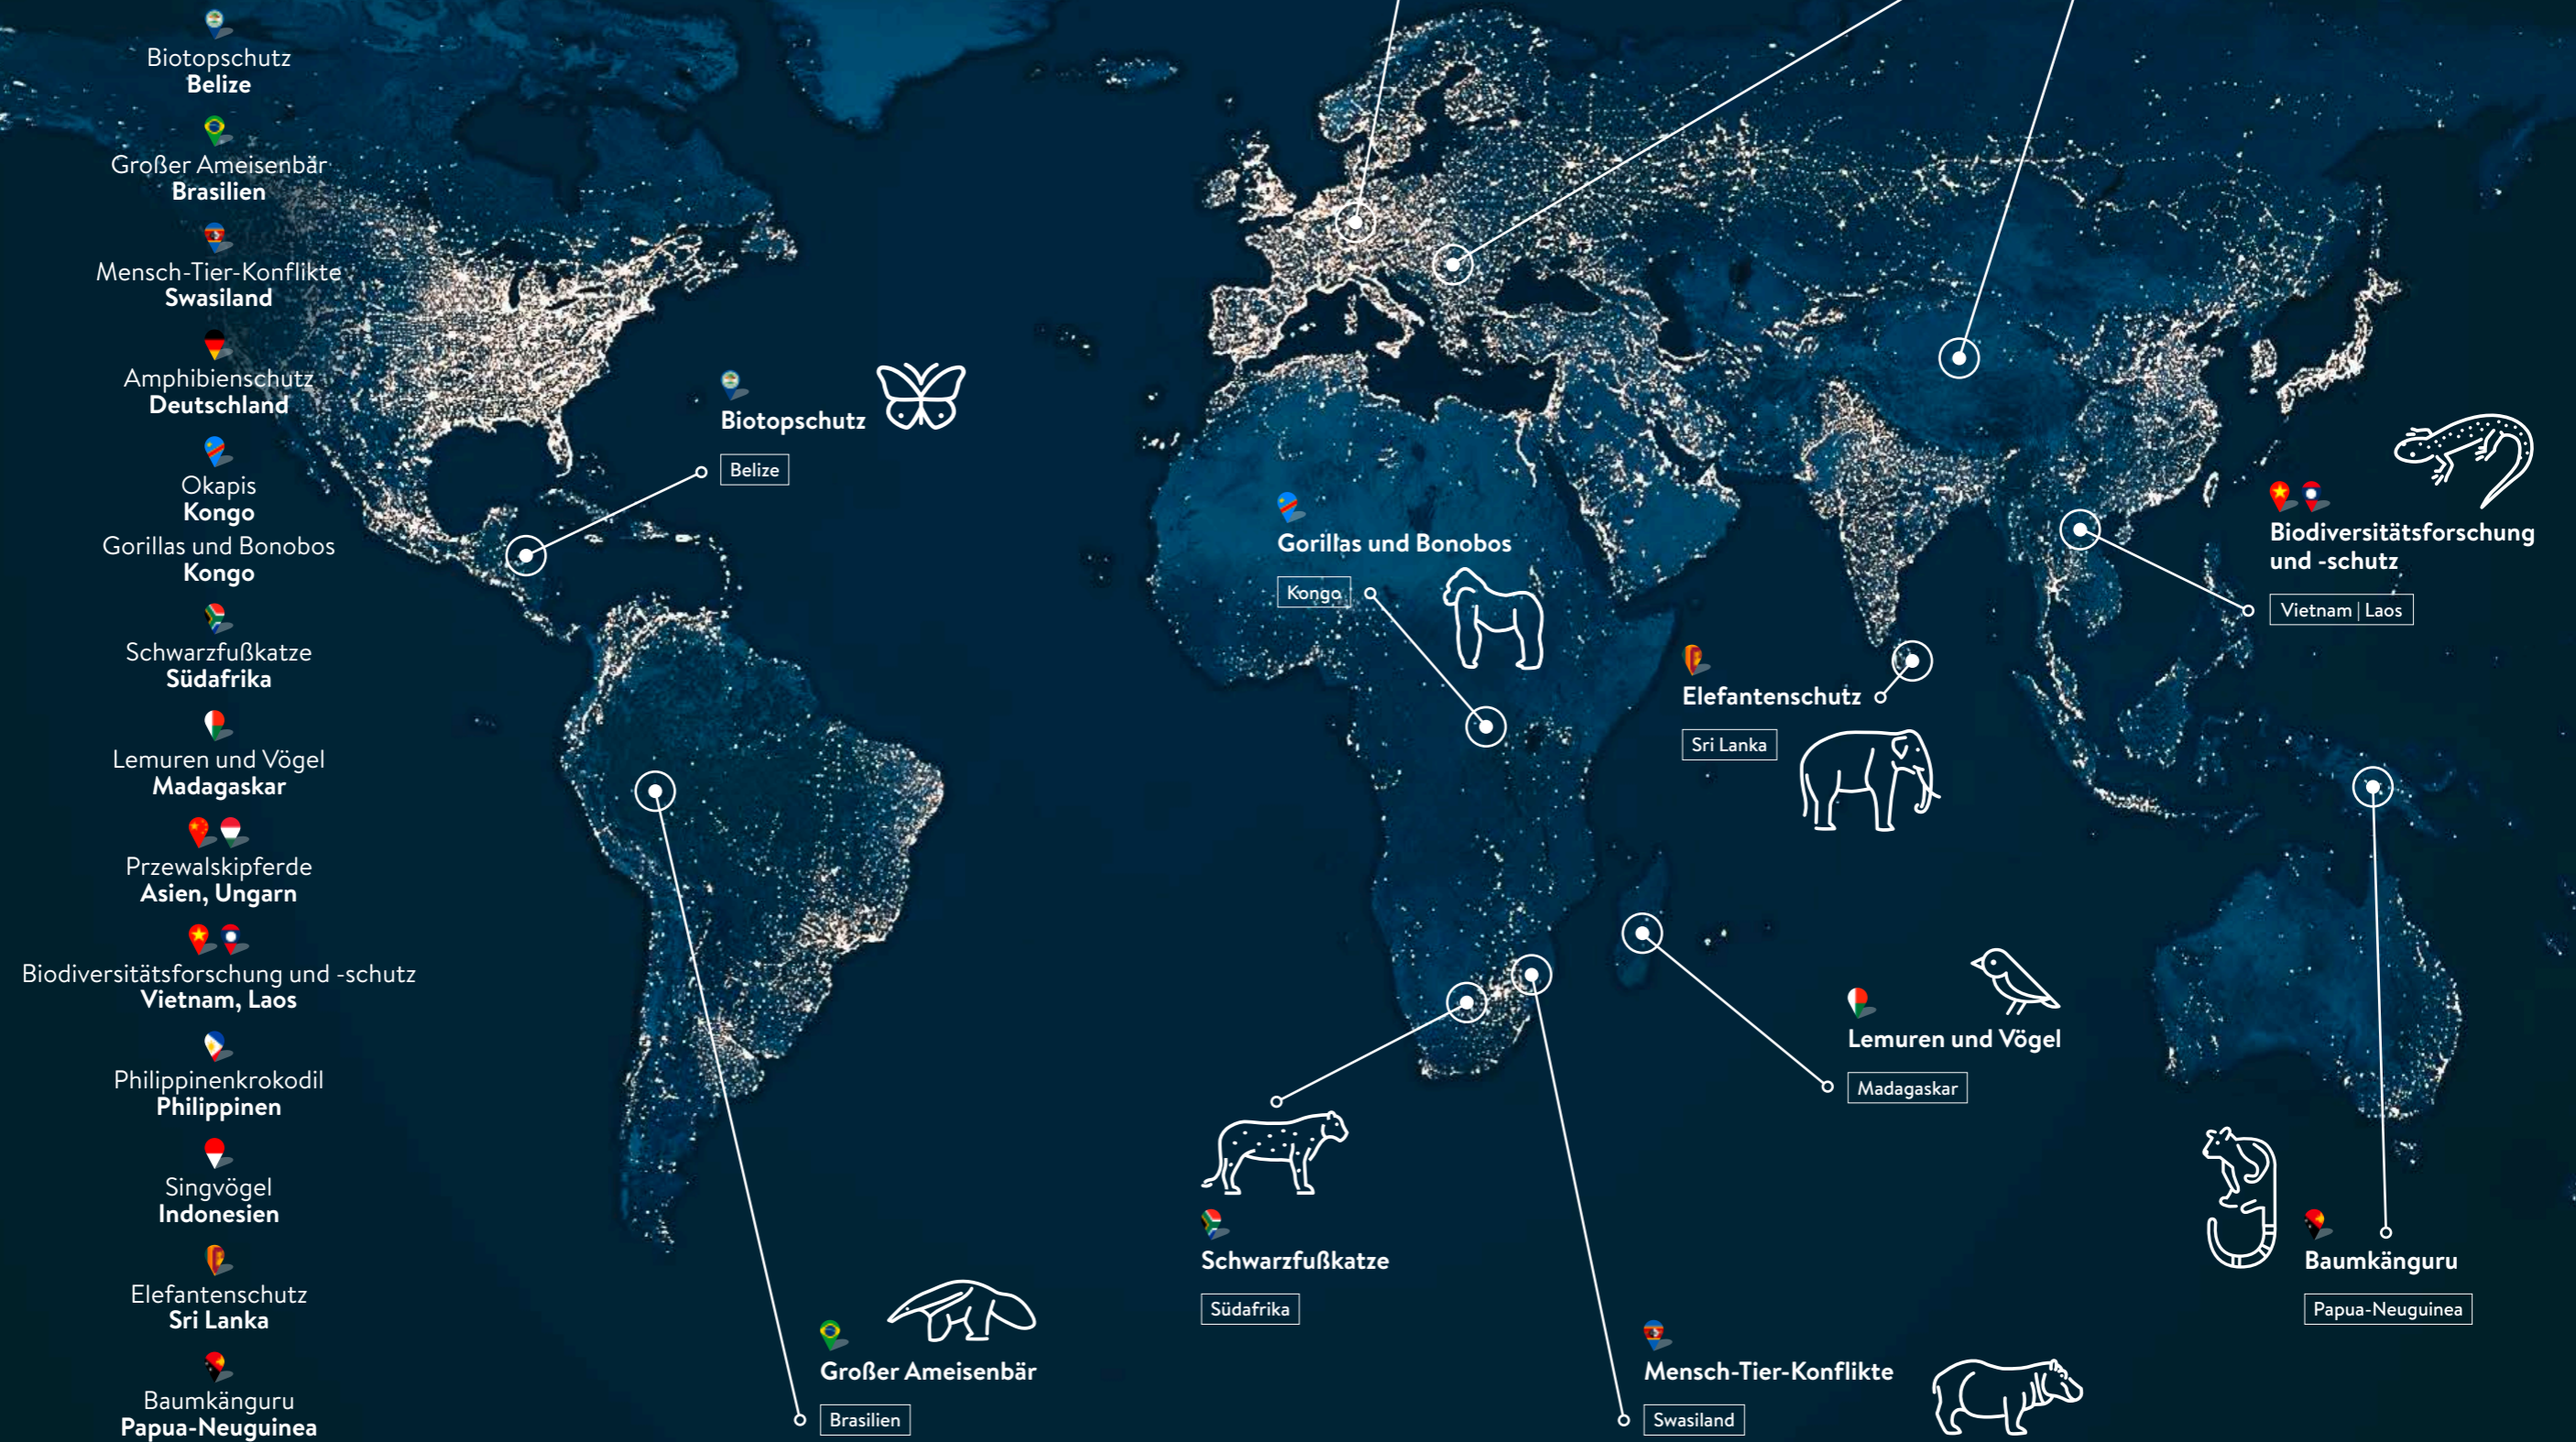 Biotopschutz
Belize
Großer Ameisenbär
Brasilien
Mensch-Tier-Konflikte
Swasiland
Amphibienschutz
Deutschland
Okapis
Kongo
Gorillas und Bonobos
Kongo
Schwarzfußkatze
Südafrika
Lemuren und Vögel
Madagaskar
Przewalskipferde
Asien, Ungarn
Biodiversitätsforschung und -schutz
Vietnam, Laos
Philippinenkrokodil
Philippinen
Singvögel
Indonesien
Elefantenschutz
Sri Lanka
Baumkänguru
Papua-Neuguinea
Biotopschutz
Belize
Gorillas und Bonobos
Kongo
Elefantenschutz
Sri Lanka
Biodiversitätsforschung
und -schutz
Vietnam | Laos
Lemuren und Vögel
Madagaskar
Schwarzfußkatze
Südafrika
Baumkänguru
Papua-Neuguinea
Großer Ameisenbär
Brasilien
Mensch-Tier-Konflikte
Swasiland